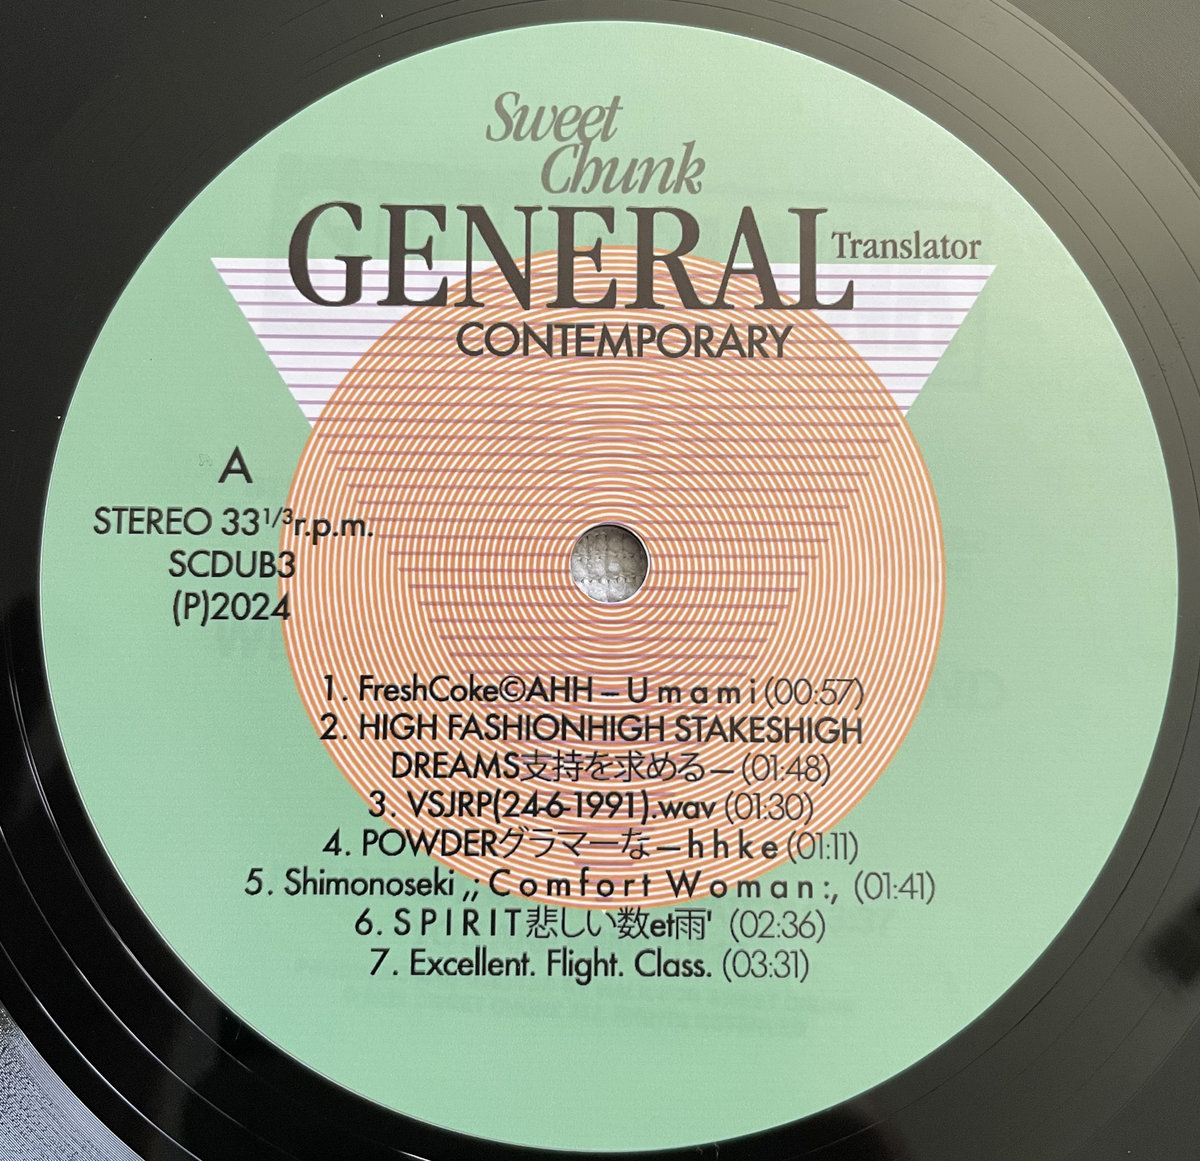 Sweet
Chunk
GENERAL Translator
CONTEMPORARY
A
STEREO 33 1/3 r.p.m.
SCDUB3
(P)2024
1. FreshCoke©AHH – U m a m i (00:57)
2. HIGH FASHIONHIGH STAKESHIGH
DREAMS支持を求める – (01:48)
3. VSJRP(24-6-1991).wav (01:30)
4. POWDERグラマーな – h h k e (01:11)
5. Shimonoseki ,; C o m f o r t W o m a n :, (01:41)
6. S P I R I T悲しい数et雨' (02:36)
7. Excellent. Flight. Class. (03:31)